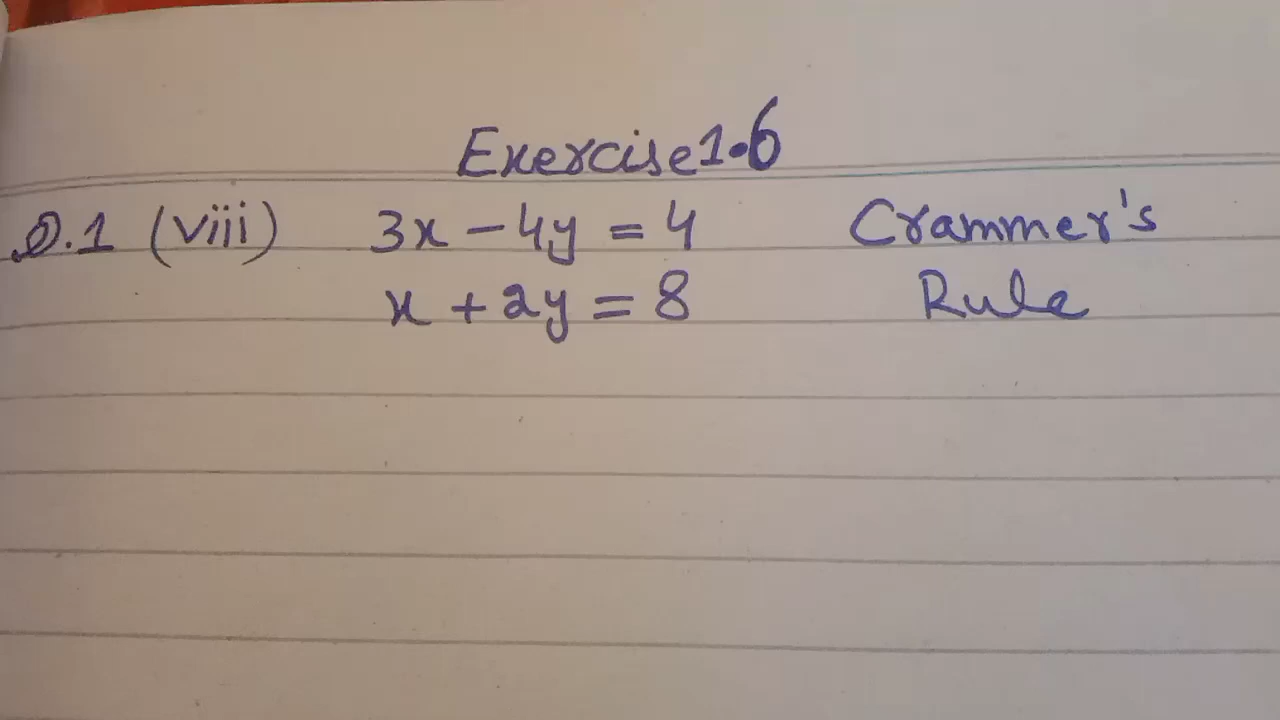 Exercise 1.6
Q.1 (viii) 3x - 4y = 4 Crammer's
x + 2y = 8 Rule